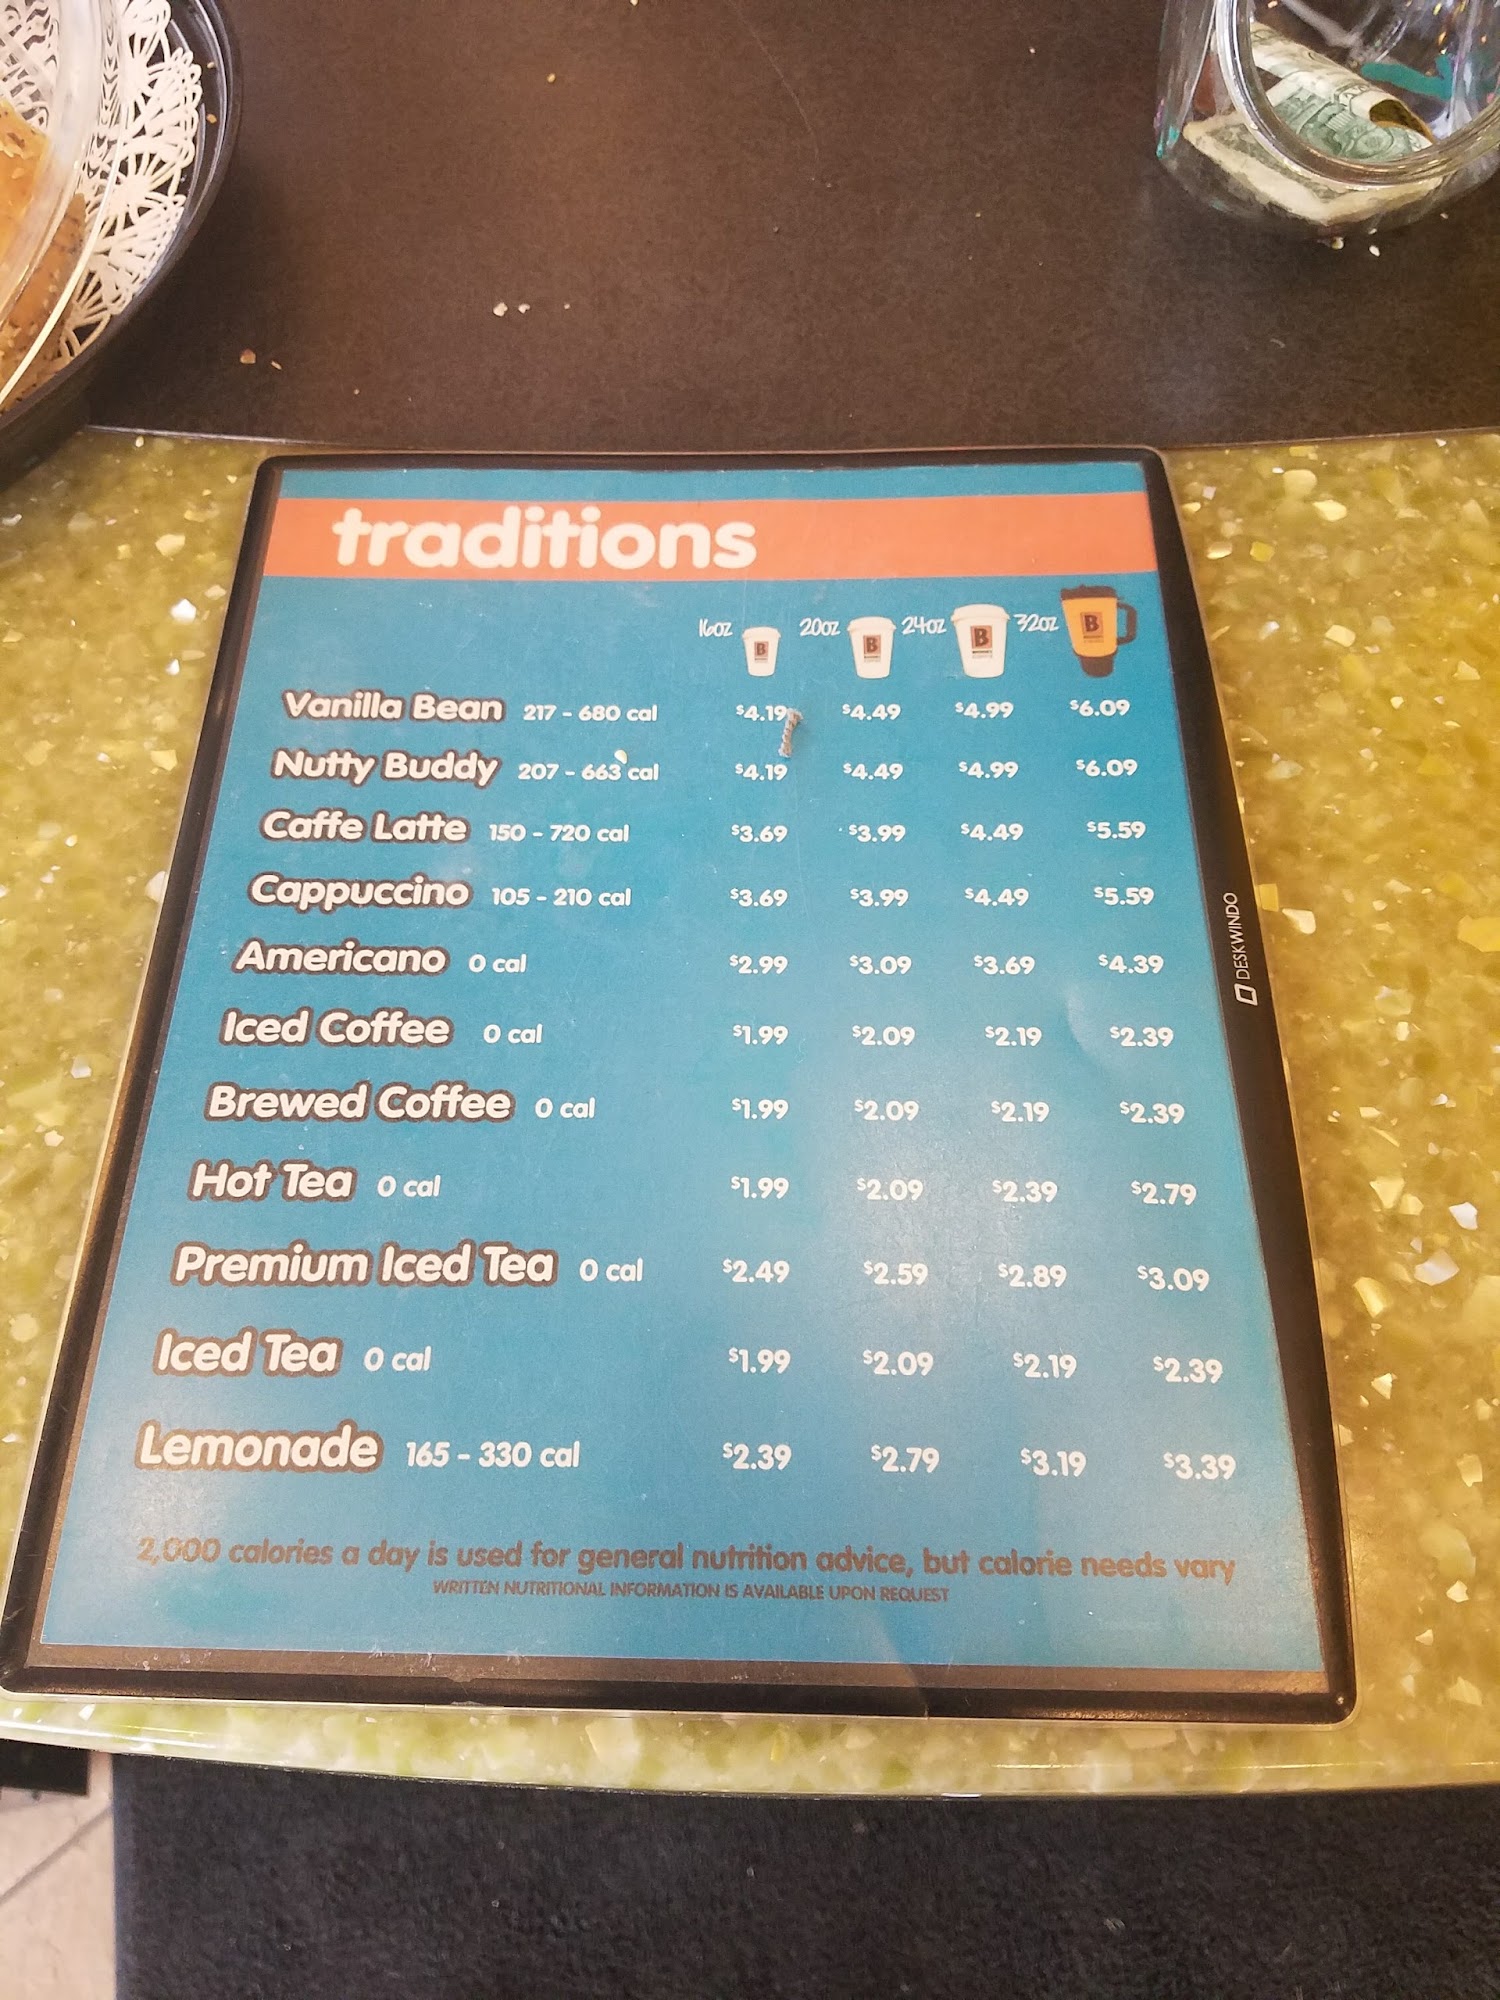 traditions
16oz 20oz 24oz 32oz
B B B B
Vanilla Bean 217 - 680 cal $4.19 $4.49 $4.99 $6.09
Nutty Buddy 207 - 663 cal $4.19 $4.49 $4.99 $6.09
Caffe Latte 150 - 720 cal $3.69 $3.99 $4.49 $5.59
Cappuccino 105 - 210 cal $3.69 $3.99 $4.49 $5.59
Americano 0 cal $2.99 $3.09 $3.69 $4.39
Iced Coffee 0 cal $1.99 $2.09 $2.19 $2.39
Brewed Coffee 0 cal $1.99 $2.09 $2.19 $2.39
Hot Tea 0 cal $1.99 $2.09 $2.39 $2.79
Premium Iced Tea 0 cal $2.49 $2.59 $2.89 $3.09
Iced Tea 0 cal $1.99 $2.09 $2.19 $2.39
Lemonade 165 - 330 cal $2.39 $2.79 $3.19 $3.39
2,000 calories a day is used for general nutrition advice, but calorie needs vary
WRITTEN NUTRITIONAL INFORMATION IS AVAILABLE UPON REQUEST
DESKWINDO